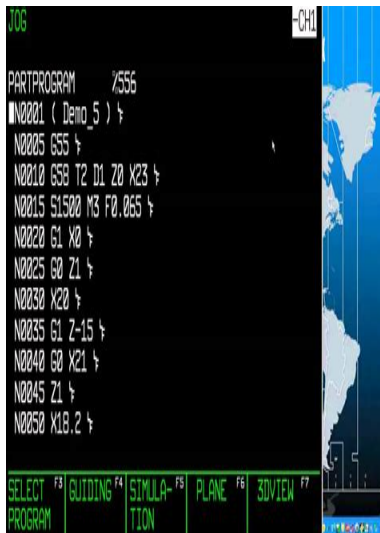 JOG
-CH1
PARTPROGRAM %556
N0001 ( Demo_5 )
N0005 G55
N0010 G58 T2 D1 Z0 X23
N0015 S1500 M3 F0.065
N0020 G1 X0
N0025 G0 Z1
N0030 X20
N0035 G1 Z-15
N0040 G0 X21
N0045 Z1
N0050 X18.2
SELECT F3 GUIDING F4 SIMULA- F5 PLANE F6 3DVIEW F7
PROGRAM TION